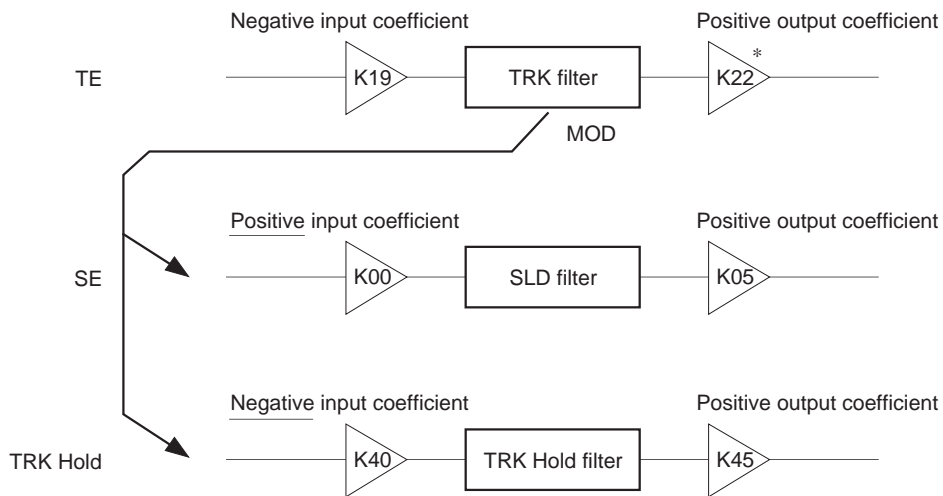 Negative input coefficient
Positive output coefficient
TE
K19
TRK filter
K22
*
MOD
Positive input coefficient
Positive output coefficient
SE
K00
SLD filter
K05
Negative input coefficient
Positive output coefficient
TRK Hold
K40
TRK Hold filter
K45